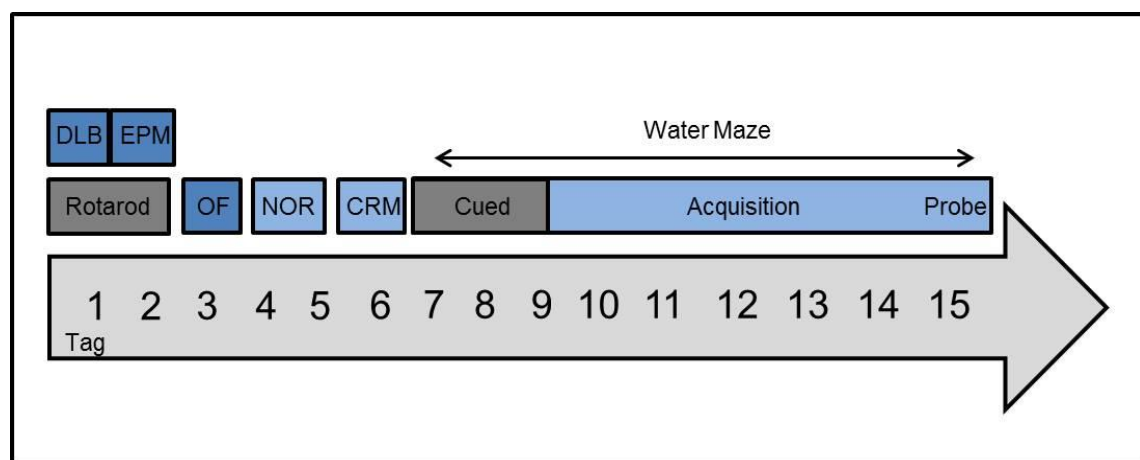 DLB EPM
Water Maze
Rotarod OF NOR CRM Cued Acquisition Probe
1 2 3 4 5 6 7 8 9 10 11 12 13 14 15
Tag